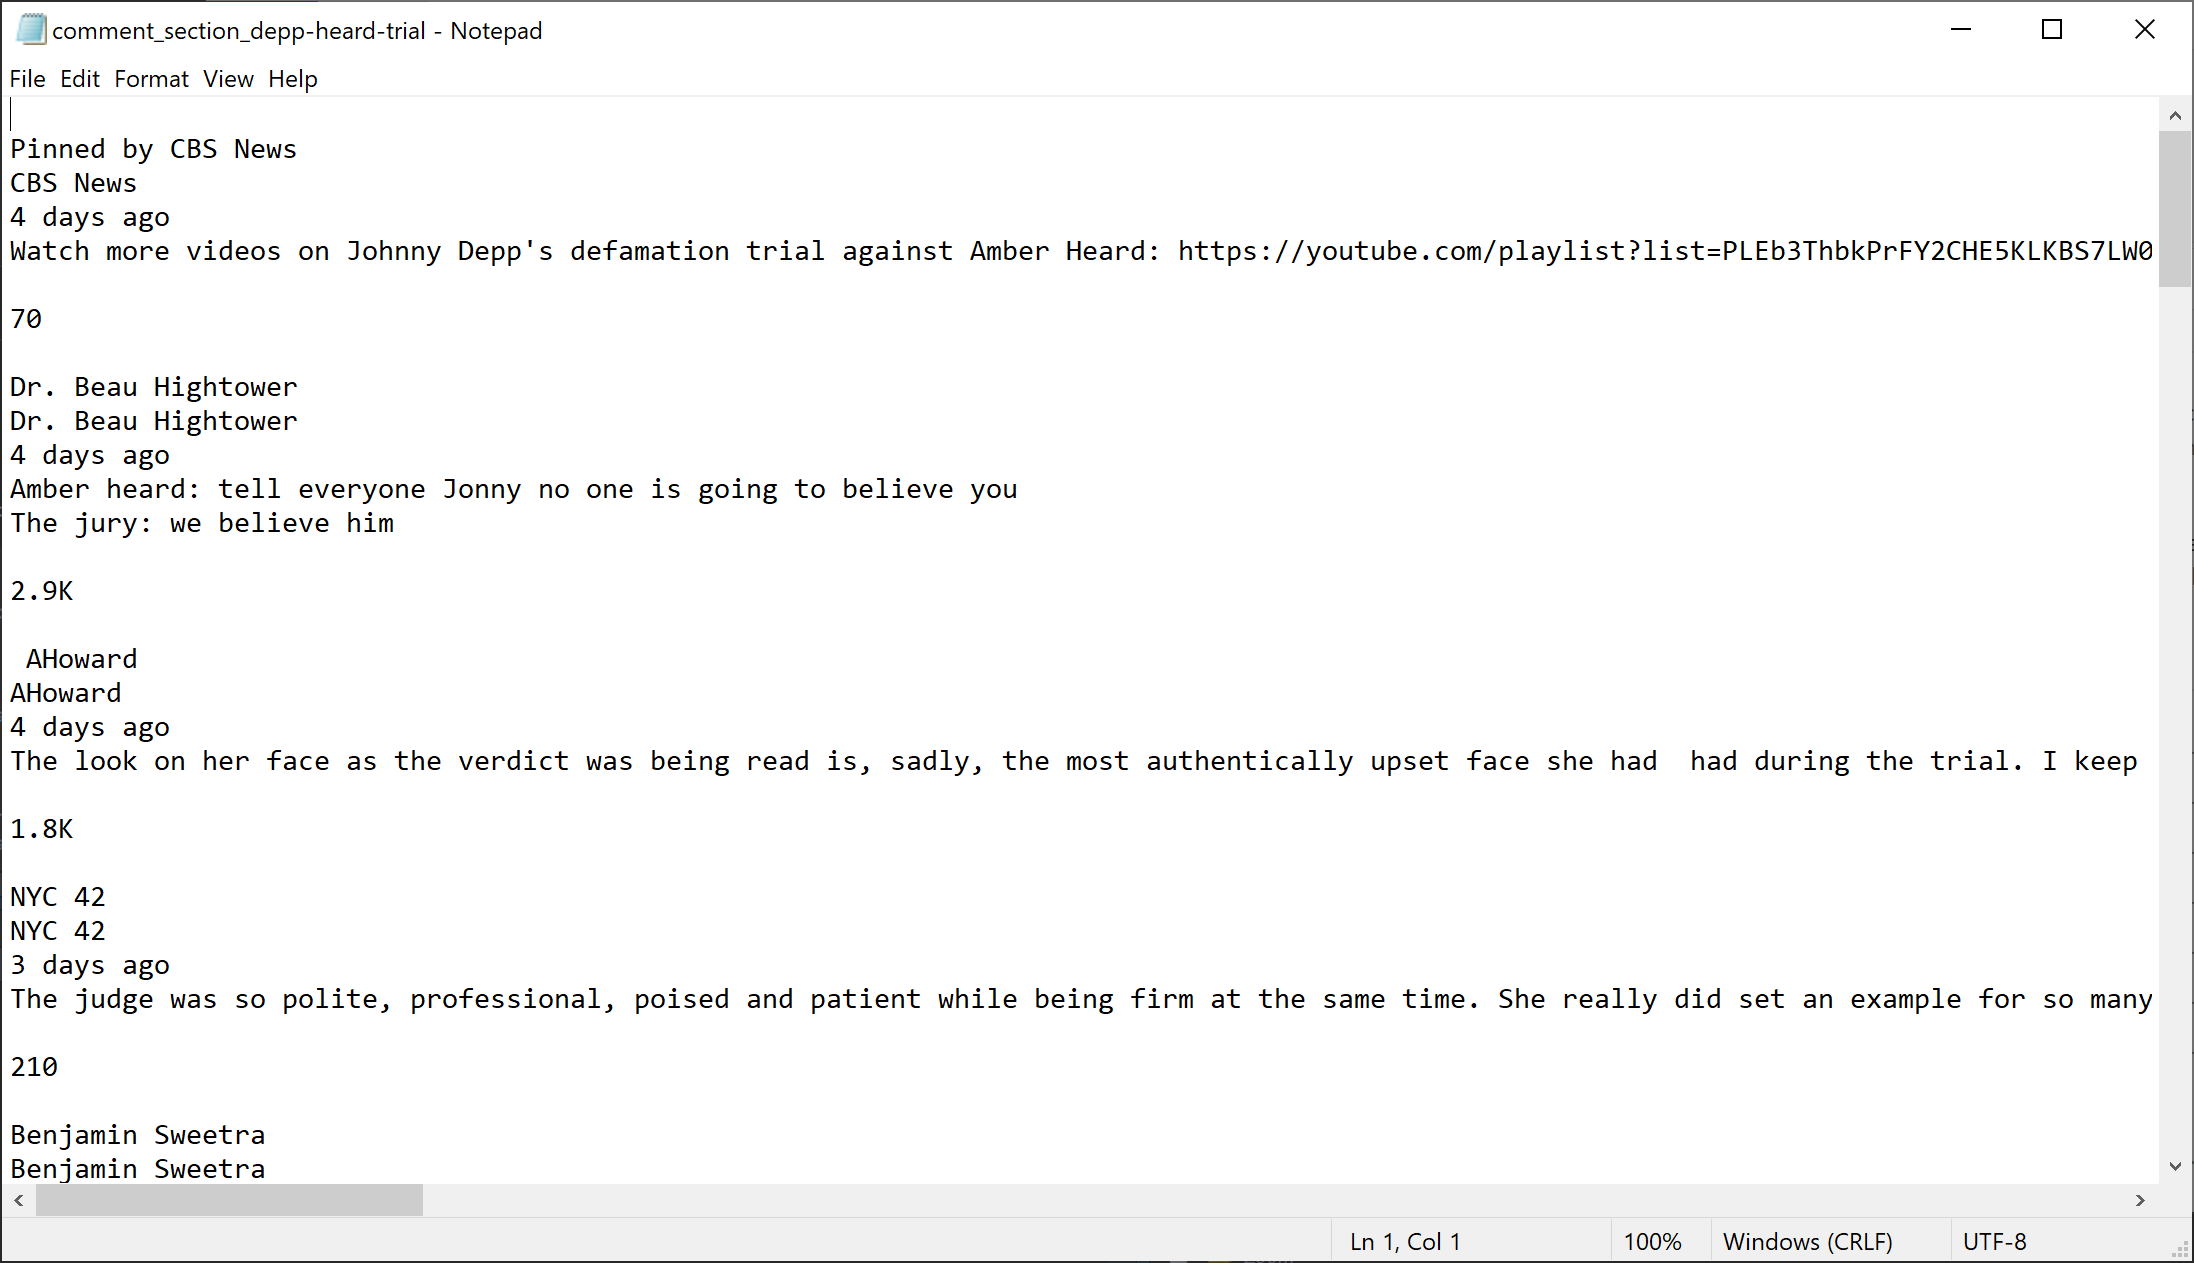 comment_section_depp-heard-trial - Notepad
File Edit Format View Help
Pinned by CBS News
CBS News
4 days ago
Watch more videos on Johnny Depp's defamation trial against Amber Heard: https://youtube.com/playlist?list=PLEb3ThbkPrFY2CHE5KLKBS7LW0
70
Dr. Beau Hightower
Dr. Beau Hightower
4 days ago
Amber heard: tell everyone Jonny no one is going to believe you
The jury: we believe him
2.9K
AHoward
AHoward
4 days ago
The look on her face as the verdict was being read is, sadly, the most authentically upset face she had  had during the trial. I keep
1.8K
NYC 42
NYC 42
3 days ago
The judge was so polite, professional, poised and patient while being firm at the same time. She really did set an example for so many
210
Benjamin Sweetra
Benjamin Sweetra
Ln 1, Col 1 100% Windows (CRLF) UTF-8